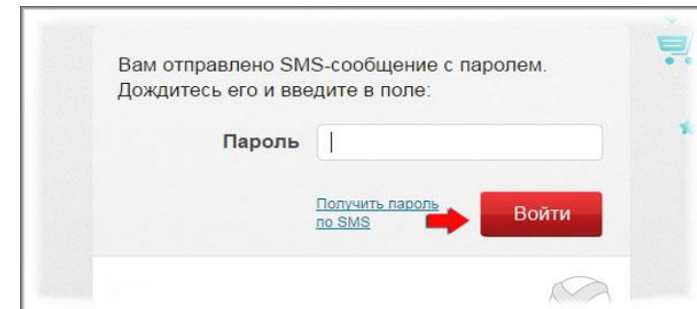 Вам отправлено SMS-сообщение с паролем.
Дождитесь его и введите в поле:
Пароль
Получить пароль
по SMS
Войти